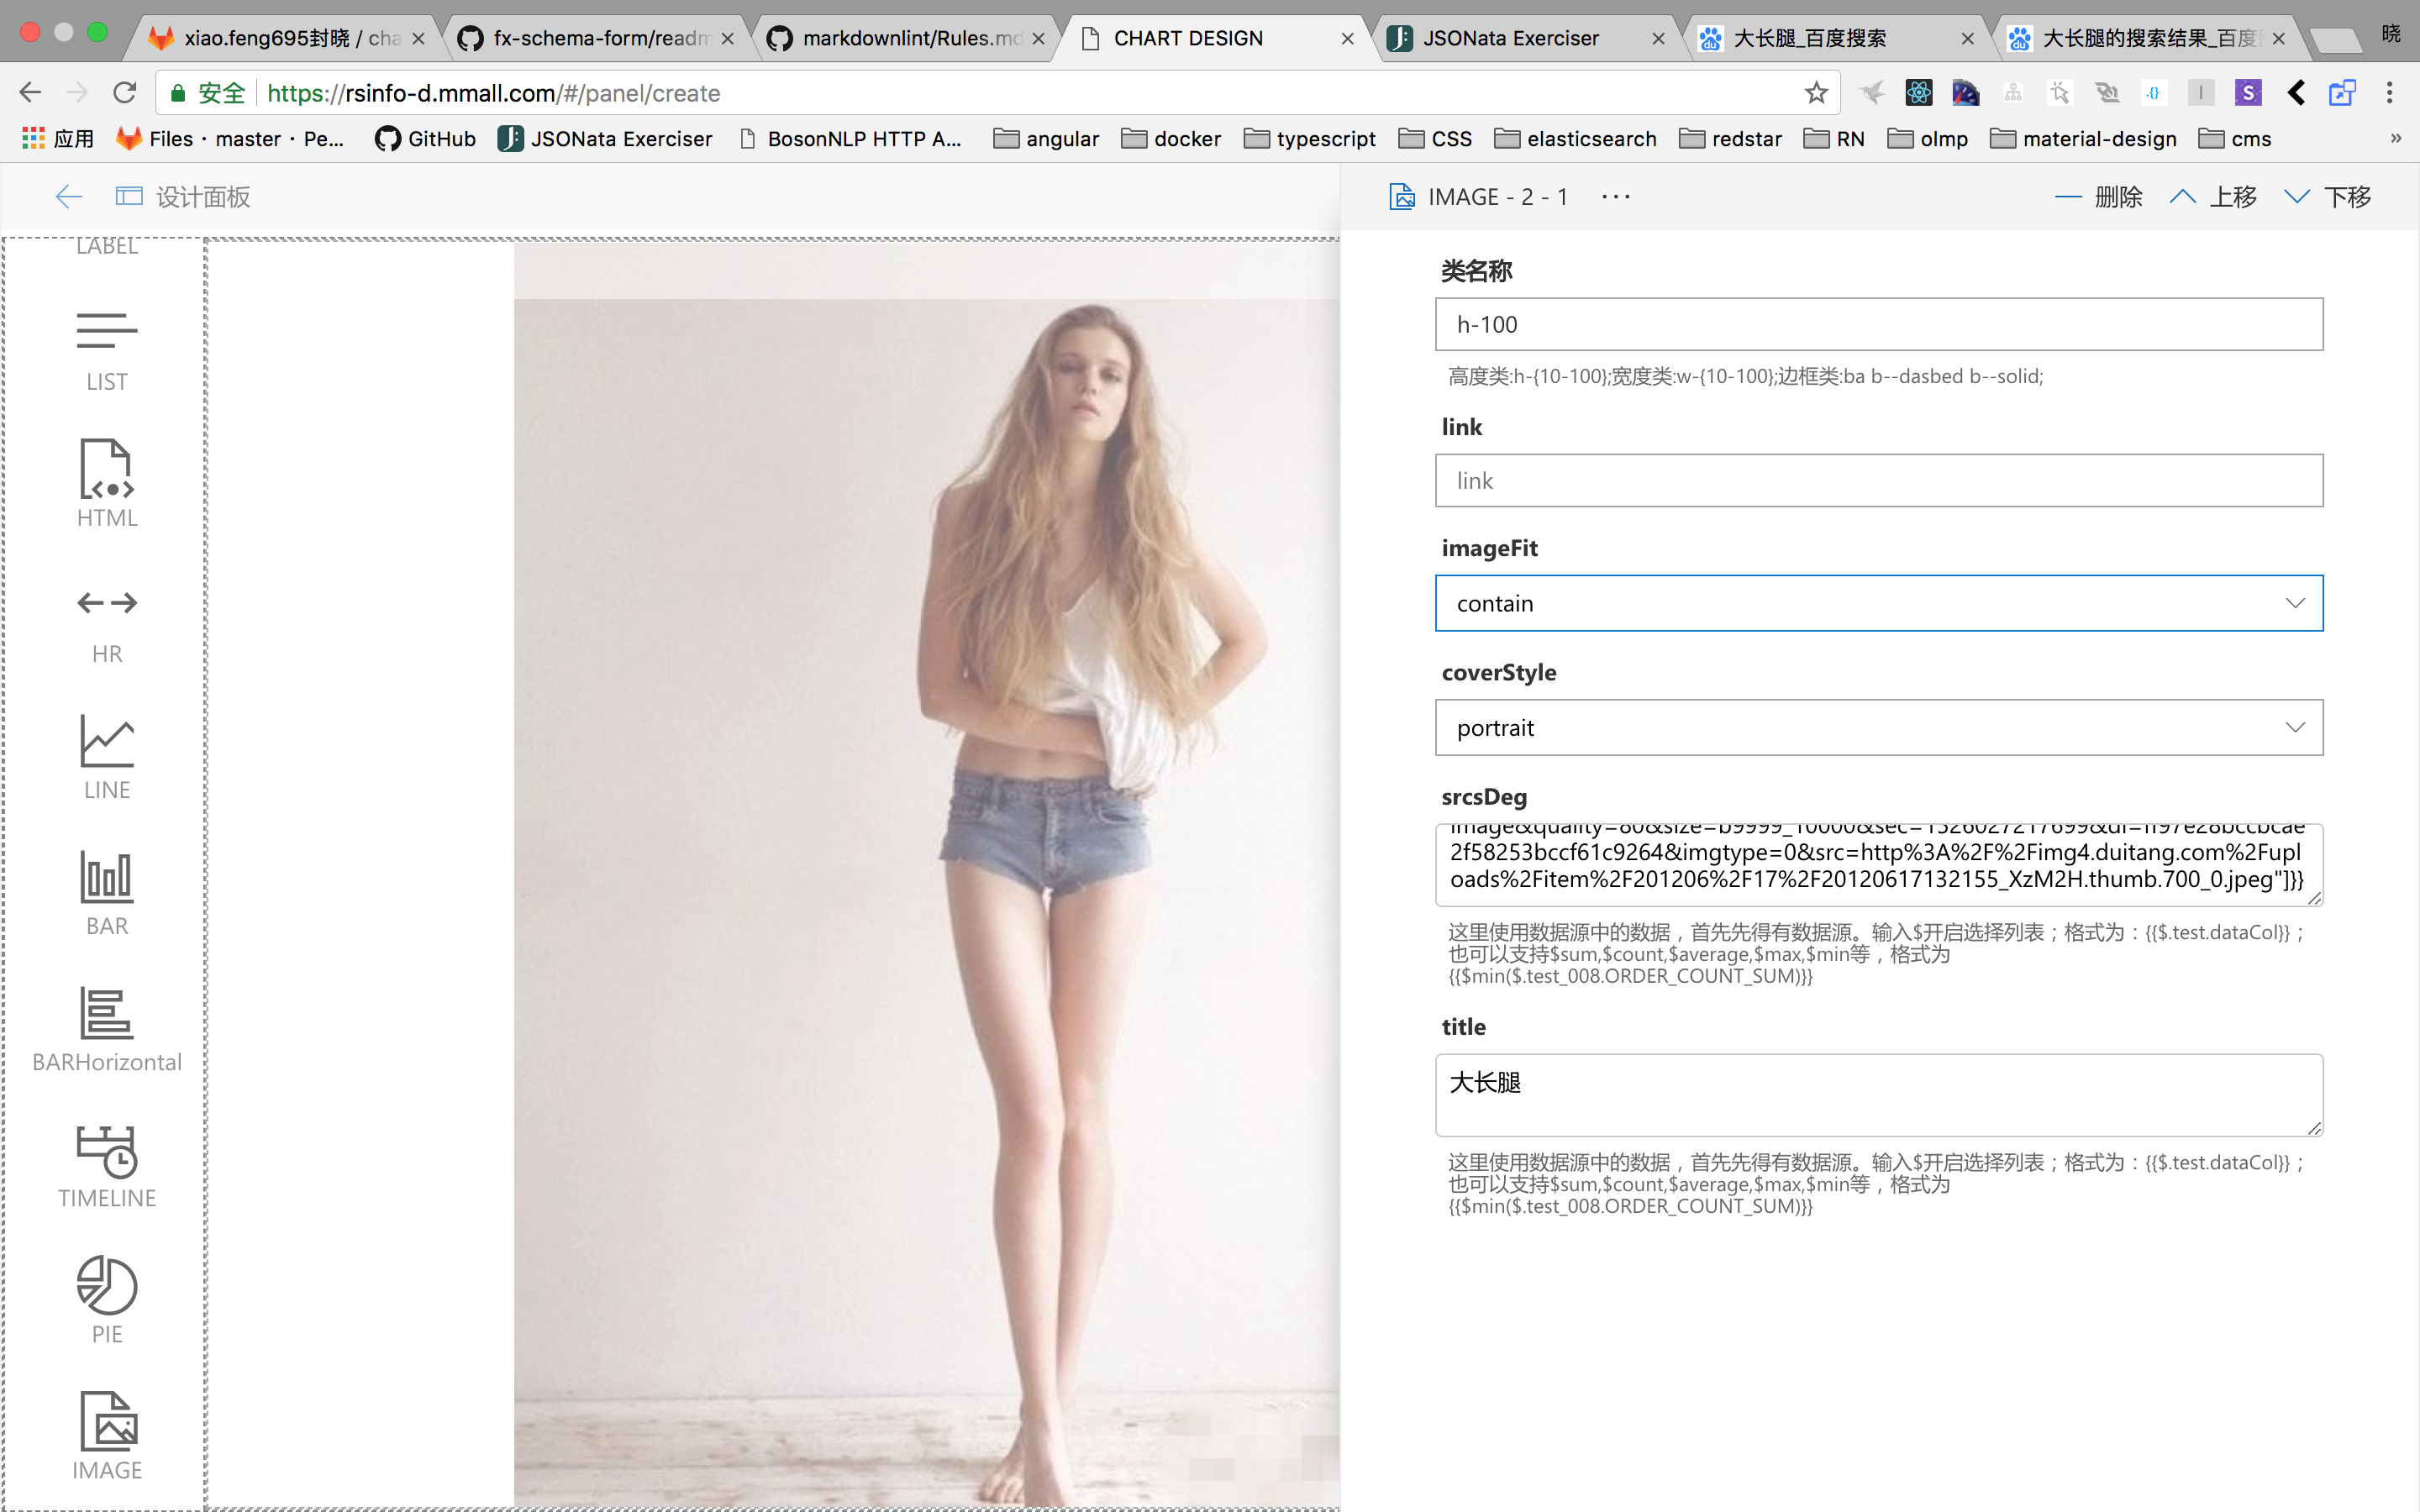 xiao.feng695封晓 / cha
fx-schema-form/readm
markdownlint/Rules.md
CHART DESIGN
JSONata Exerciser
大长腿_百度搜索
大长腿的搜索结果_百度
晓
安全
https://rsinfo-d.mmall.com/#/panel/create
应用
Files · master · Pe...
GitHub
JSONata Exerciser
BosonNLP HTTP A...
angular
docker
typescript
CSS
elasticsearch
redstar
RN
olmp
material-design
cms
»
设计面板
IMAGE - 2 - 1
···
删除
上移
下移
LABEL
LIST
HTML
HR
LINE
BAR
BARHorizontal
TIMELINE
PIE
IMAGE
类名称
h-100
高度类:h-{10-100};宽度类:w-{10-100};边框类:ba b--dasbed b--solid;
link
link
imageFit
contain
coverStyle
portrait
srcsDeg
2f58253bccf61c9264&imgtype=0&src=http%3A%2F%2Fimg4.duitang.com%2Fupl
oads%2Fitem%2F201206%2F17%2F20120617132155_XzM2H.thumb.700_0.jpeg"]}}
这里使用数据源中的数据，首先先得有数据源。输入$开启选择列表；格式为：{{$.test.dataCol}}；
也可以支持$sum,$count,$average,$max,$min等，格式为
{{$min($.test_008.ORDER_COUNT_SUM)}}
title
大长腿
这里使用数据源中的数据，首先先得有数据源。输入$开启选择列表；格式为：{{$.test.dataCol}}；
也可以支持$sum,$count,$average,$max,$min等，格式为
{{$min($.test_008.ORDER_COUNT_SUM)}}